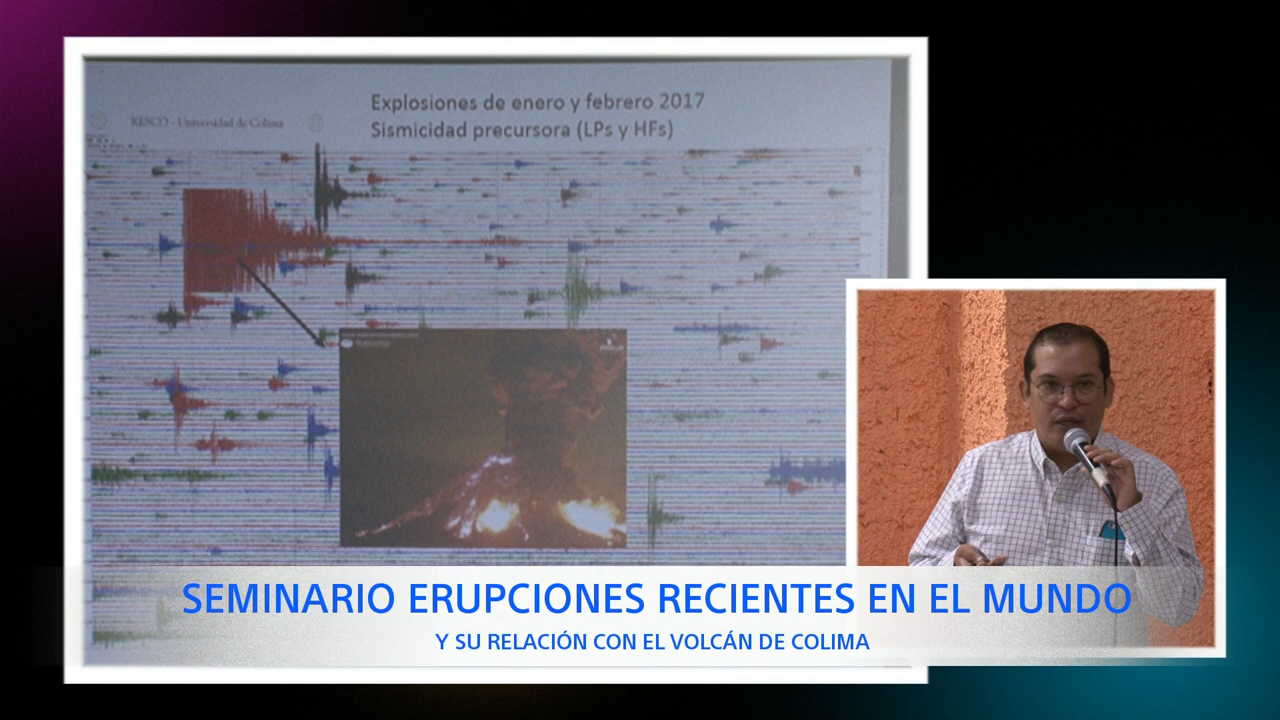 Explosiones de enero y febrero 2017
RESCO - Universidad de Colima
Sismicidad precursora (LPs y HFs)
SEMINARIO ERUPCIONES RECIENTES EN EL MUNDO
Y SU RELACIÓN CON EL VOLCÁN DE COLIMA